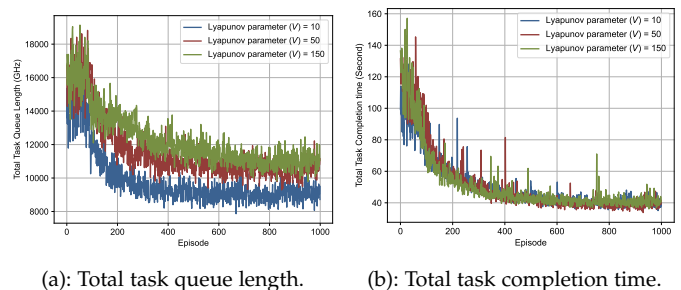 Lyapunov parameter (V) = 10
Lyapunov parameter (V) = 50
Lyapunov parameter (V) = 150
Total Task Queue Length (GHz)
18000
16000
14000
12000
10000
8000
0
200
400
600
800
1000
Episode
(a): Total task queue length.
Lyapunov parameter (V) = 10
Lyapunov parameter (V) = 50
Lyapunov parameter (V) = 150
Total Task Completion time (Second)
160
140
120
100
80
60
40
0
200
400
600
800
1000
Episode
(b): Total task completion time.